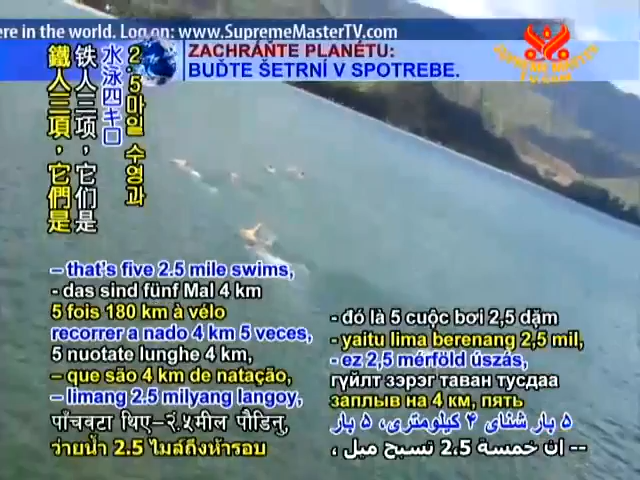 ere in the world. Log on: www.SupremeMasterTV.com
ZACHRÁŇTE PLANÉTU:
BUĎTE ŠETRNÍ V SPOTREBE.
SUPREME MASTER
鐵人三項，它們是
铁人三项，它们是
水泳四キロ
2.5마일 수영과
– that's five 2.5 mile swims,
- das sind fünf Mal 4 km
5 fois 180 km à vélo
recorrer a nado 4 km 5 veces,
5 nuotate lunghe 4 km,
– que são 4 km de natação,
– limang 2.5 milyang langoy,
पाँचवटा थिए–२.५मील पौडिनु,
ว่ายน้ำ 2.5 ไมล์ถึงห้ารอบ
- đó là 5 cuộc bơi 2,5 dặm
- yaitu lima berenang 2,5 mil,
- ez 2,5 mérföld úszás,
гүйлт зэрэг таван тусдаа
заплыв на 4 км, пять
۵ بار شنای ۴ کیلومتری، ۵ بار
-- ان خمسة 2،5 تسبح ميل ،